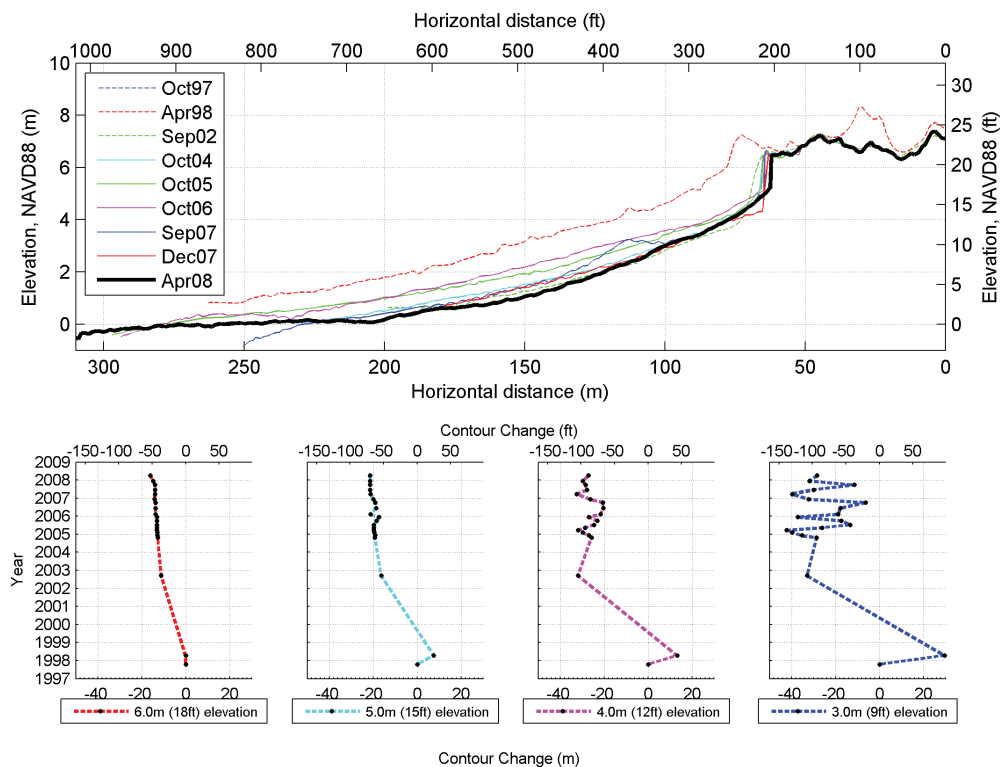 Horizontal distance (ft)
1000 900 800 700 600 500 400 300 200 100 0
10
8
6
4
2
0
Elevation, NAVD88 (m)
30
25
20
15
10
5
0
Elevation, NAVD88 (ft)
Oct97
Apr98
Sep02
Oct04
Oct05
Oct06
Sep07
Dec07
Apr08
300 250 200 150 100 50 0
Horizontal distance (m)
Contour Change (ft)
-150 -100 -50 0 50
-150 -100 -50 0 50
-150 -100 -50 0 50
-150 -100 -50 0 50
2009
2008
2007
2006
2005
2003
2002
2001
2000
1999
1998
1997
Year
-40 -20 0 20
-40 -20 0 20
-40 -20 0 20
-40 -20 0 20
6.0m (18ft) elevation
5.0m (15ft) elevation
4.0m (12ft) elevation
3.0m (9ft) elevation
Contour Change (m)